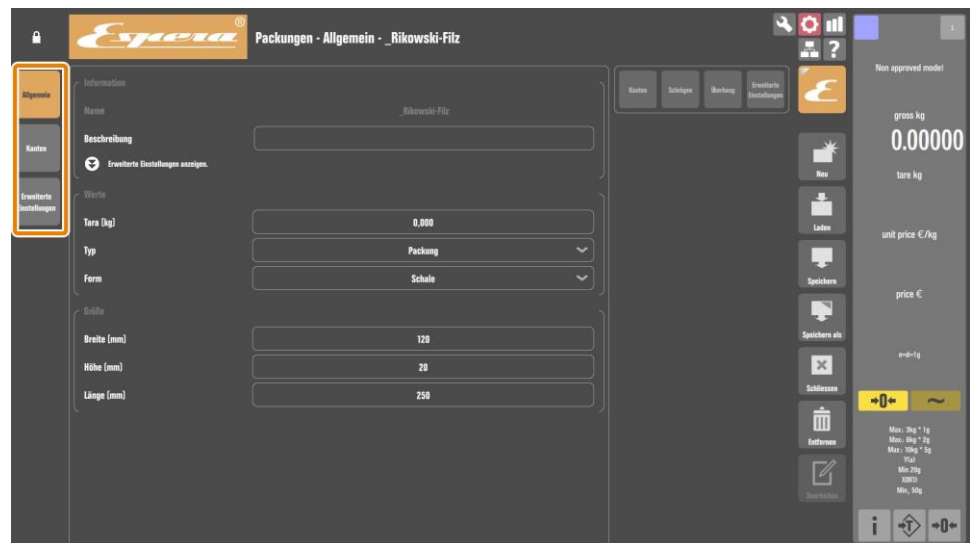 Espera®
Packungen - Allgemein - _Rikowski-Filz
Allgemein
Kanten
Erweiterte
Einstellungen
Information
Name
_Rikowski-Filz
Beschreibung
Erweiterte Einstellungen anzeigen.
Werte
Tara [kg]
0,000
Typ
Packung
Form
Schale
Größe
Breite [mm]
120
Höhe [mm]
20
Länge [mm]
250
Kanten
Schrägen
Überhang
Erweiterte
Einstellungen
?
E
Neu
Laden
Speichern
Speichern als
Schliessen
Entfernen
Bearbeiten
Non approved model
gross kg
0.00000
tare kg
unit price €/kg
price €
e=d=1g
→0←
~
Max: 3kg * 1g
Max: 6kg * 2g
Max: 10kg * 5g
Y(a)
Min 20g
Min, 50g
i
→T←
→0←